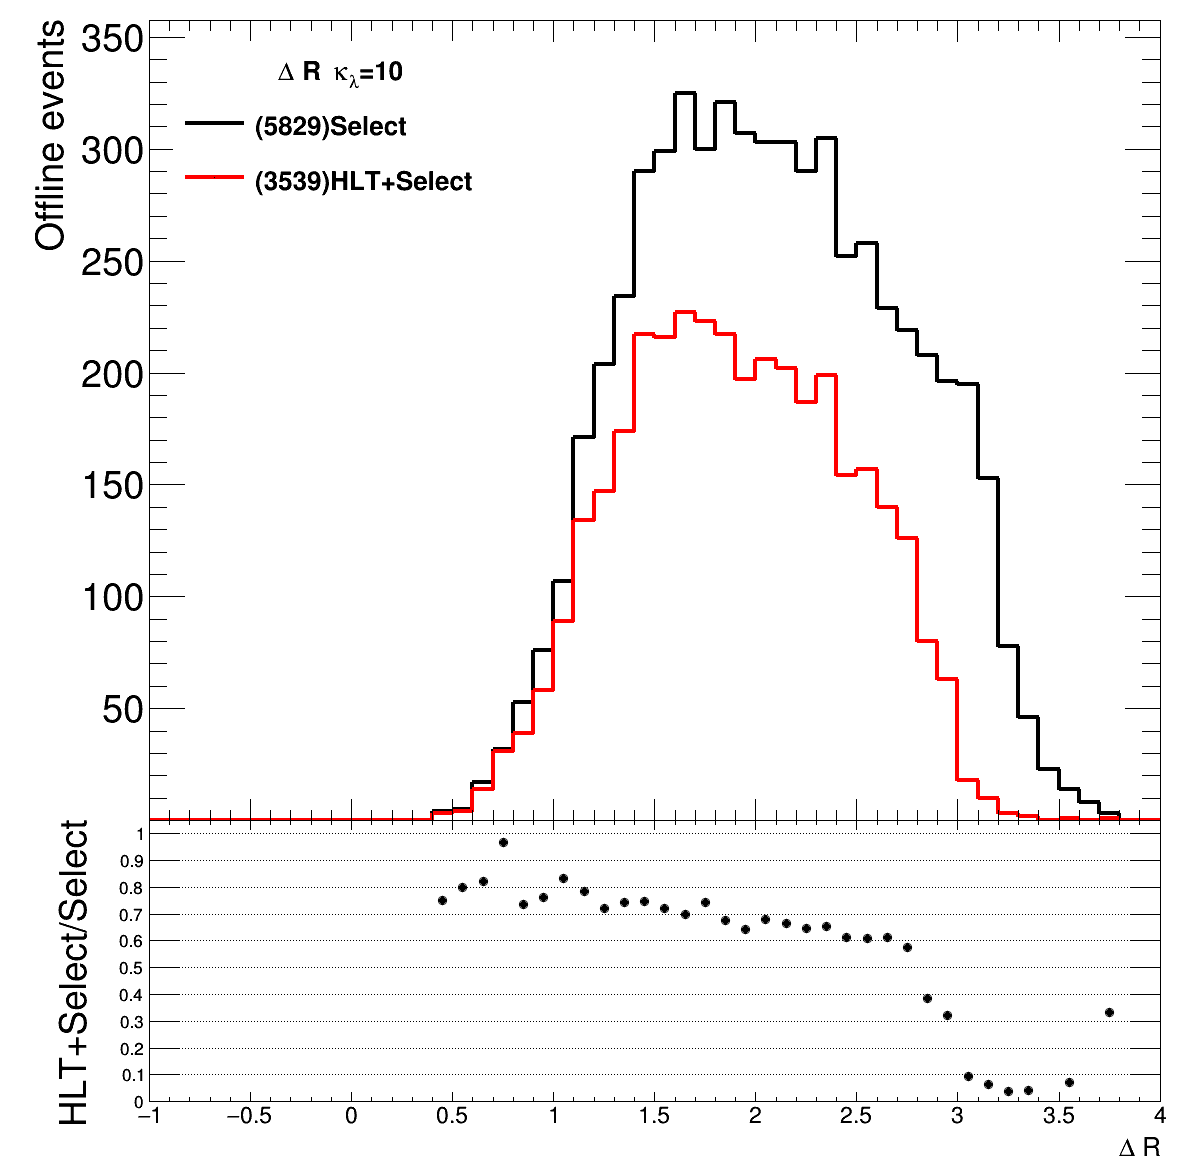 Offline events
350
300
250
200
150
100
50
Δ R κλ=10
(5829)Select
(3539)HLT+Select
HLT+Select/Select
1
0.9
0.8
0.7
0.6
0.5
0.4
0.3
0.2
0.1
0
−1 −0.5 0 0.5 1 1.5 2 2.5 3 3.5 4
Δ R